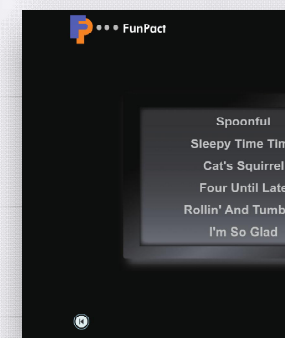 FunPact
Spoonful
Sleepy Time Tim
Cat's Squirrel
Four Until Late
Rollin' And Tumb
I'm So Glad